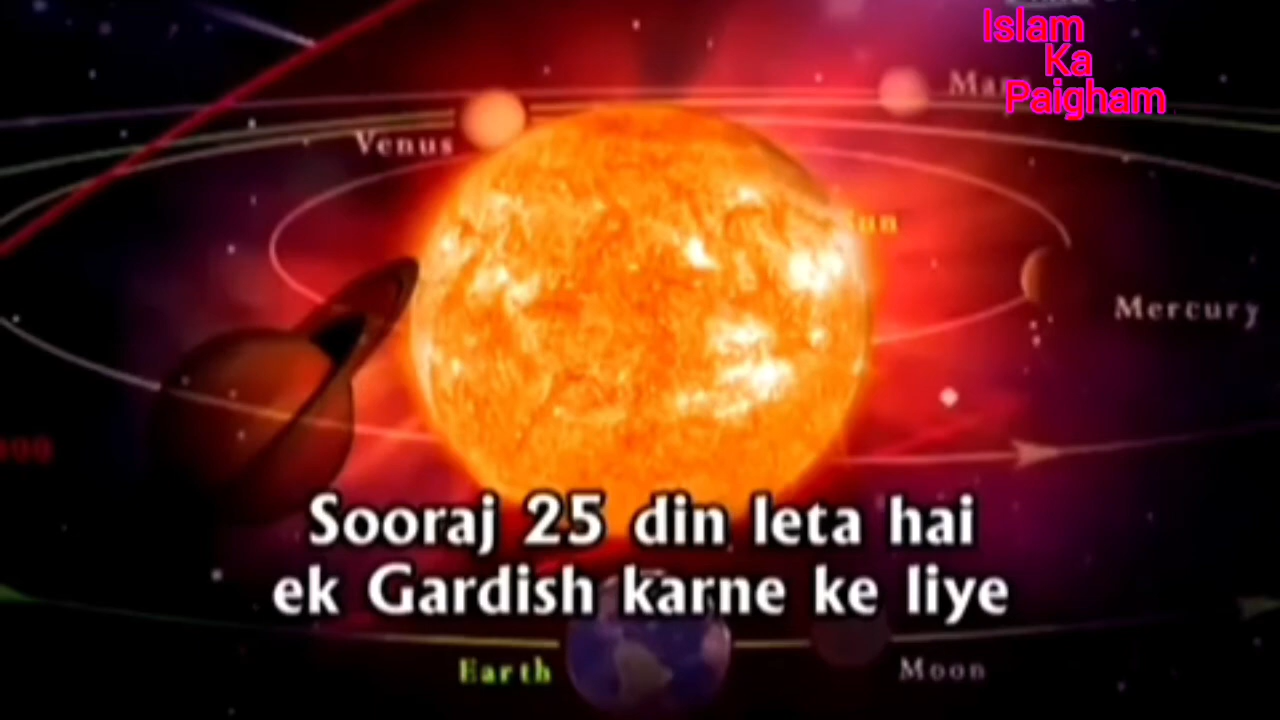 Islam
Ka
Paigham
Venus
Mercury
Sooraj 25 din leta hai
ek Gardish karne ke liye
Earth
Moon